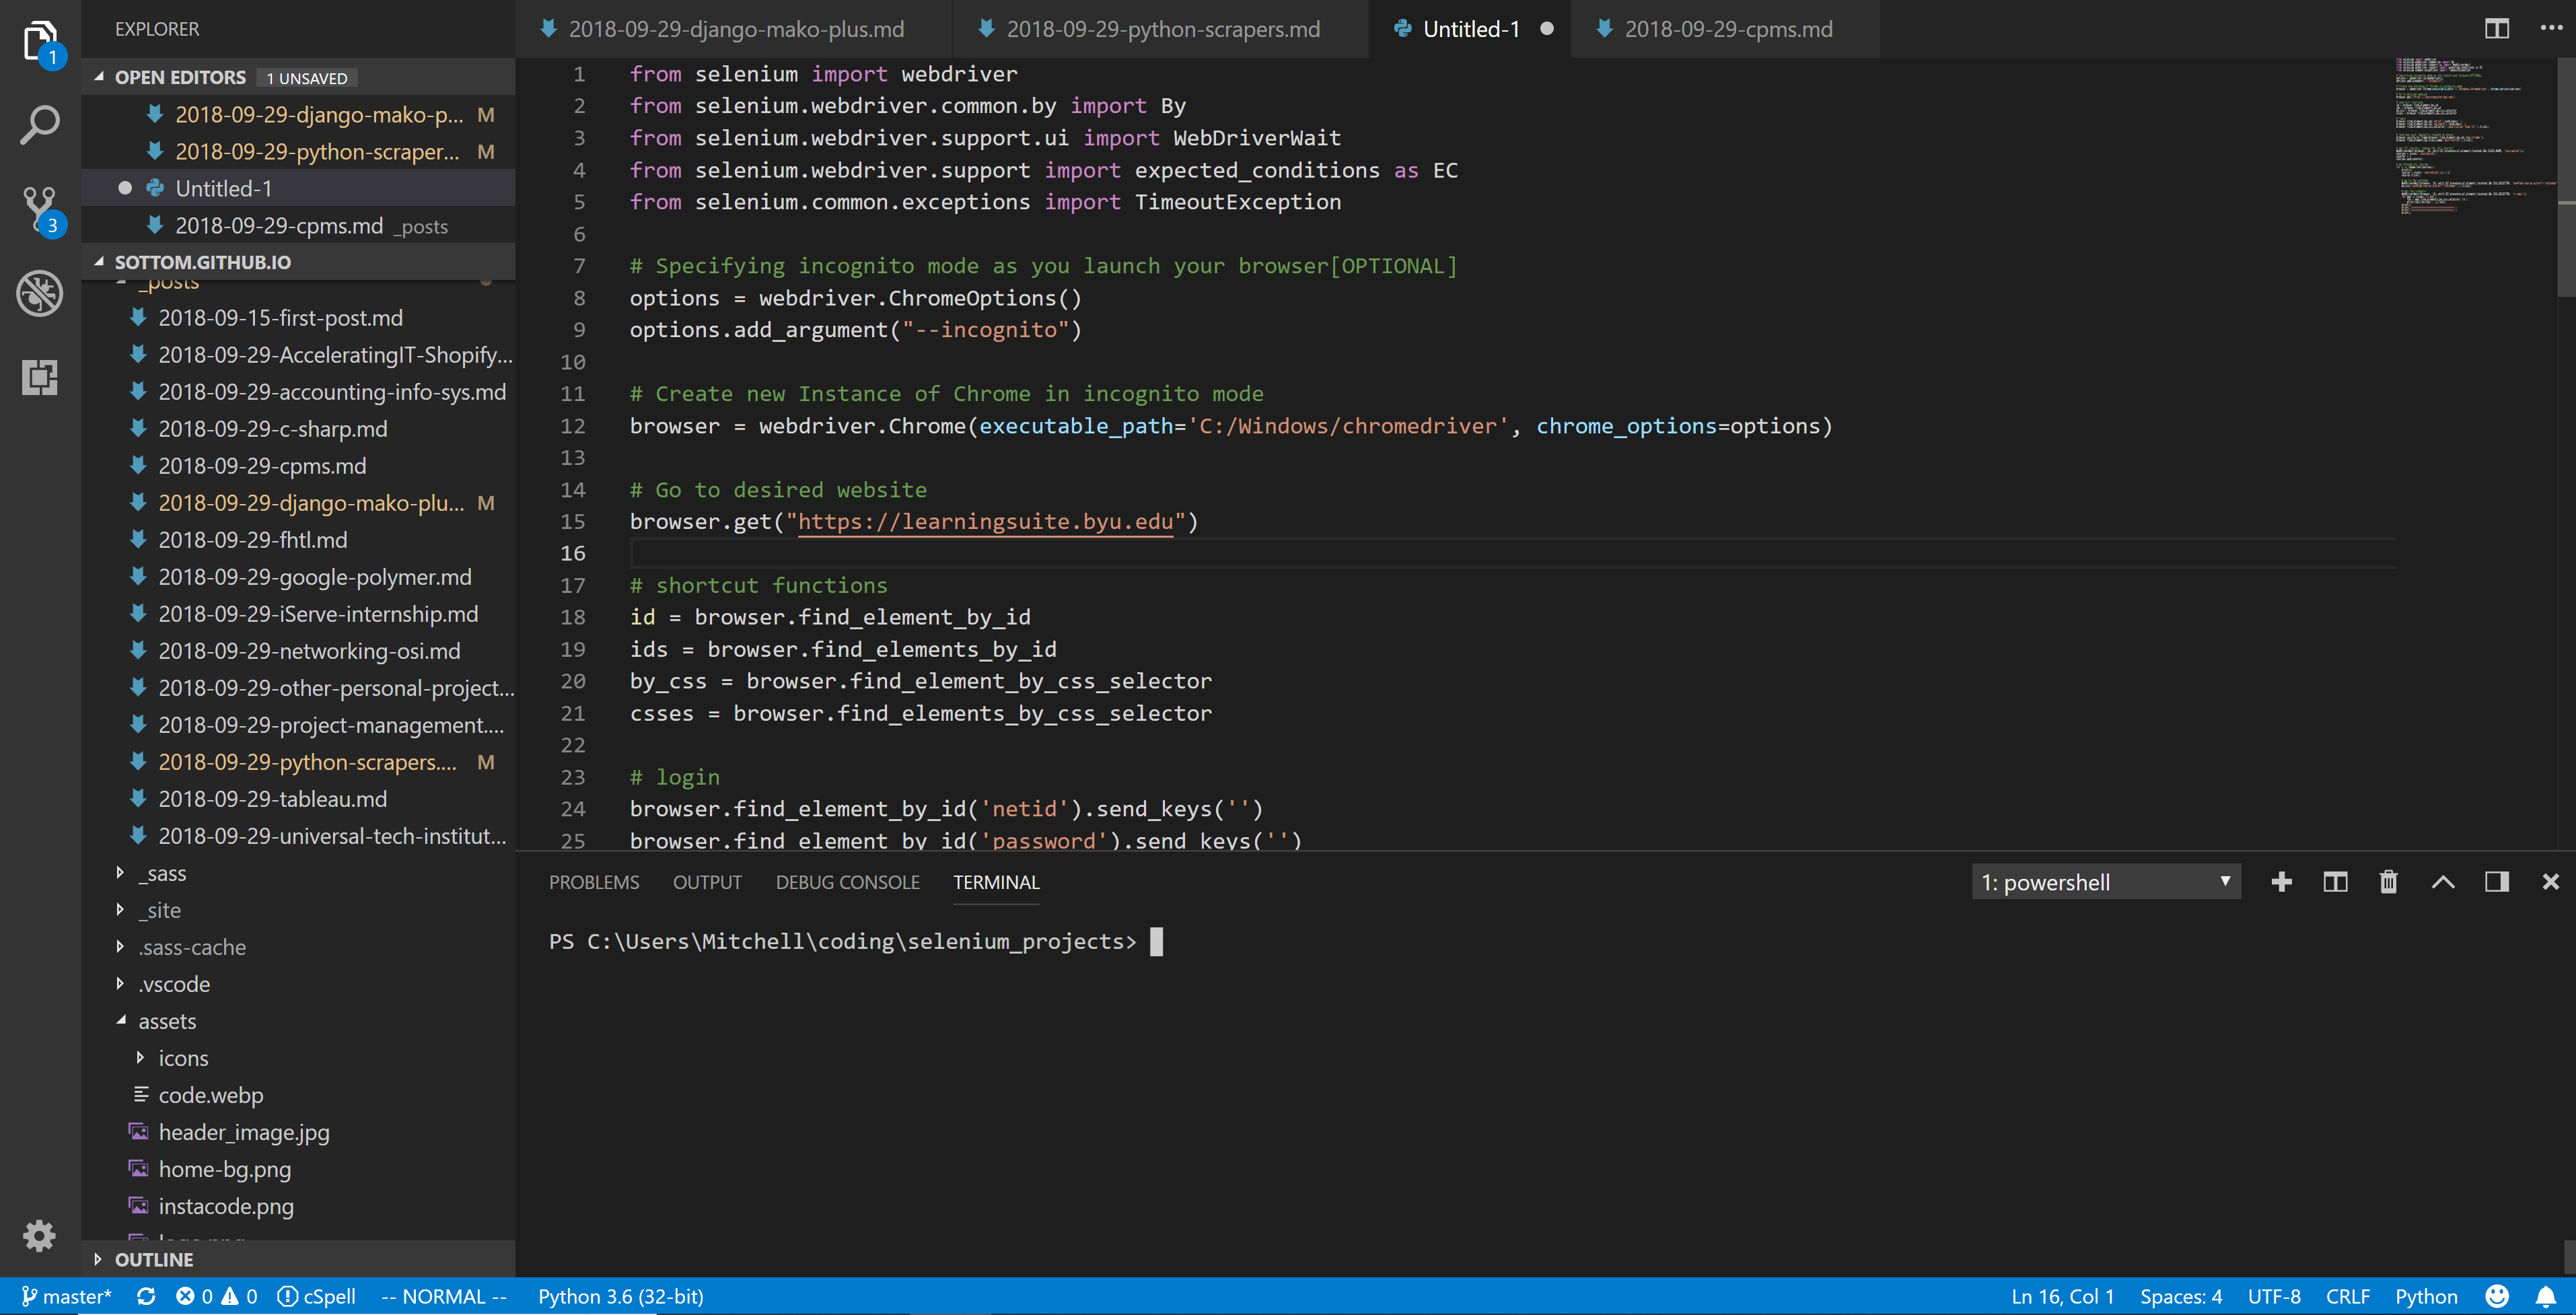 1
3
EXPLORER
OPEN EDITORS 1 UNSAVED
2018-09-29-django-mako-p... M
2018-09-29-python-scraper... M
Untitled-1
2018-09-29-cpms.md _posts
SOTTOM.GITHUB.IO
_posts
2018-09-15-first-post.md
2018-09-29-AcceleratingIT-Shopify...
2018-09-29-accounting-info-sys.md
2018-09-29-c-sharp.md
2018-09-29-cpms.md
2018-09-29-django-mako-plu... M
2018-09-29-fhtl.md
2018-09-29-google-polymer.md
2018-09-29-iServe-internship.md
2018-09-29-networking-osi.md
2018-09-29-other-personal-project...
2018-09-29-project-management....
2018-09-29-python-scrapers.... M
2018-09-29-tableau.md
2018-09-29-universal-tech-institut...
_sass
_site
.sass-cache
.vscode
assets
icons
code.webp
header_image.jpg
home-bg.png
instacode.png
OUTLINE
2018-09-29-django-mako-plus.md 2018-09-29-python-scrapers.md Untitled-1 2018-09-29-cpms.md
1 from selenium import webdriver
2 from selenium.webdriver.common.by import By
3 from selenium.webdriver.support.ui import WebDriverWait
4 from selenium.webdriver.support import expected_conditions as EC
5 from selenium.common.exceptions import TimeoutException
6
7 # Specifying incognito mode as you launch your browser[OPTIONAL]
8 options = webdriver.ChromeOptions()
9 options.add_argument("--incognito")
10
11 # Create new Instance of Chrome in incognito mode
12 browser = webdriver.Chrome(executable_path='C:/Windows/chromedriver', chrome_options=options)
13
14 # Go to desired website
15 browser.get("https://learningsuite.byu.edu")
16
17 # shortcut functions
18 id = browser.find_element_by_id
19 ids = browser.find_elements_by_id
20 by_css = browser.find_element_by_css_selector
21 csses = browser.find_elements_by_css_selector
22
23 # login
24 browser.find_element_by_id('netid').send_keys('')
25 browser.find_element_by_id('password').send_keys('')
PROBLEMS OUTPUT DEBUG CONSOLE TERMINAL 1: powershell
PS C:\Users\Mitchell\coding\selenium_projects>
master* 0 0 cSpell -- NORMAL -- Python 3.6 (32-bit) Ln 16, Col 1 Spaces: 4 UTF-8 CRLF Python